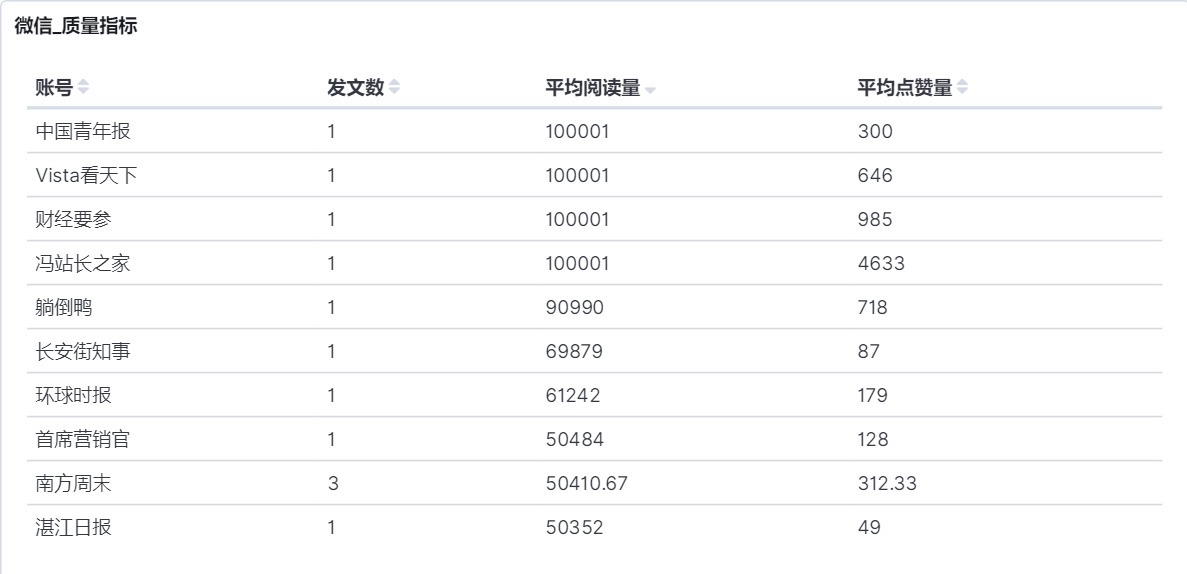 微信_质量指标
账号 发文数 平均阅读量 平均点赞量
中国青年报 1 100001 300
Vista看天下 1 100001 646
财经要参 1 100001 985
冯站长之家 1 100001 4633
躺倒鸭 1 90990 718
长安街知事 1 69879 87
环球时报 1 61242 179
首席营销官 1 50484 128
南方周末 3 50410.67 312.33
湛江日报 1 50352 49